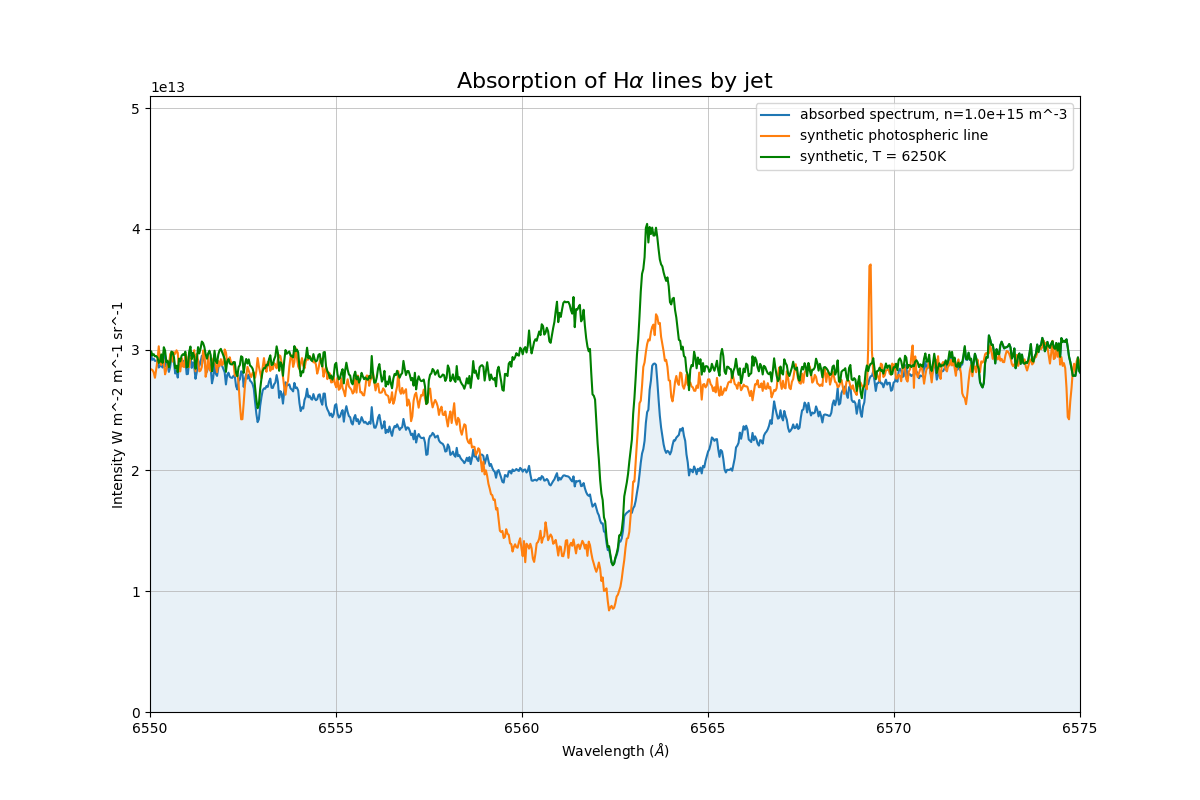 Absorption of Hα lines by jet
1e13
absorbed spectrum, n=1.0e+15 m^-3
synthetic photospheric line
synthetic, T = 6250K
5
4
3
2
1
0
Intensity W m^-2 m^-1 sr^-1
6550 6555 6560 6565 6570 6575
Wavelength (Å)